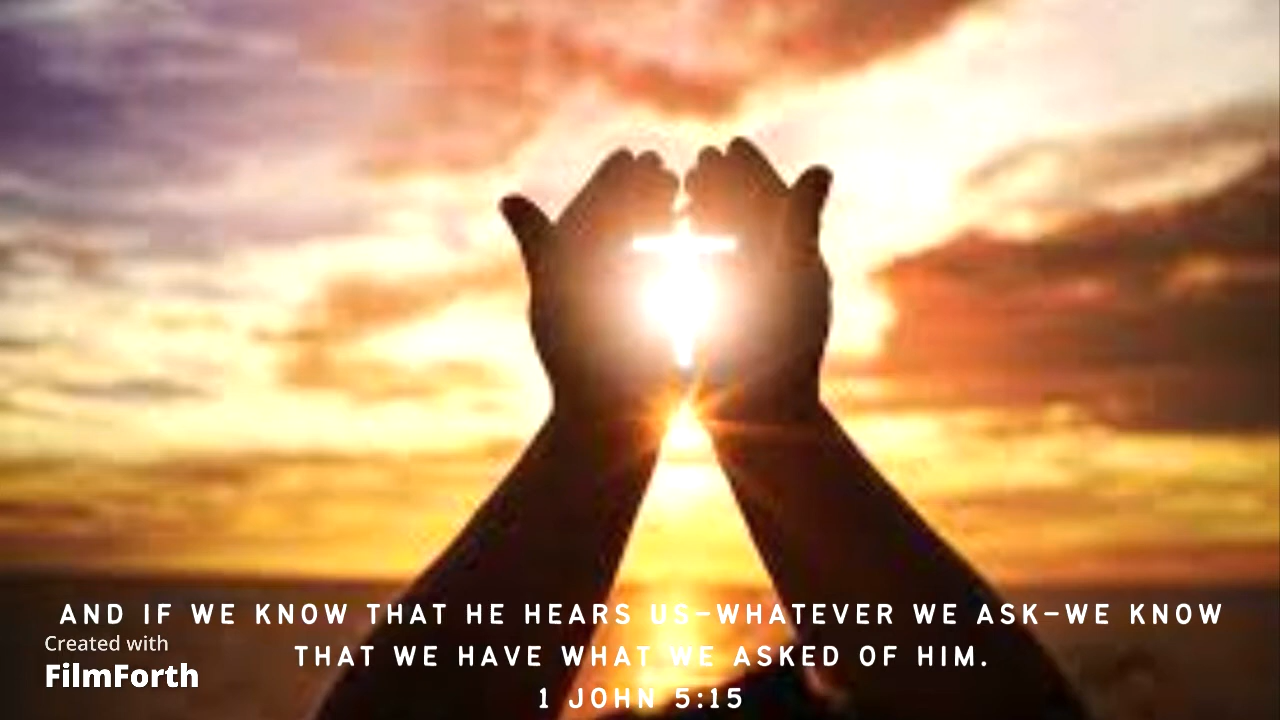 AND IF WE KNOW THAT HE HEARS US–WHATEVER WE ASK–WE KNOW
THAT WE HAVE WHAT WE ASKED OF HIM.
1 JOHN 5:15
Created with
FilmForth